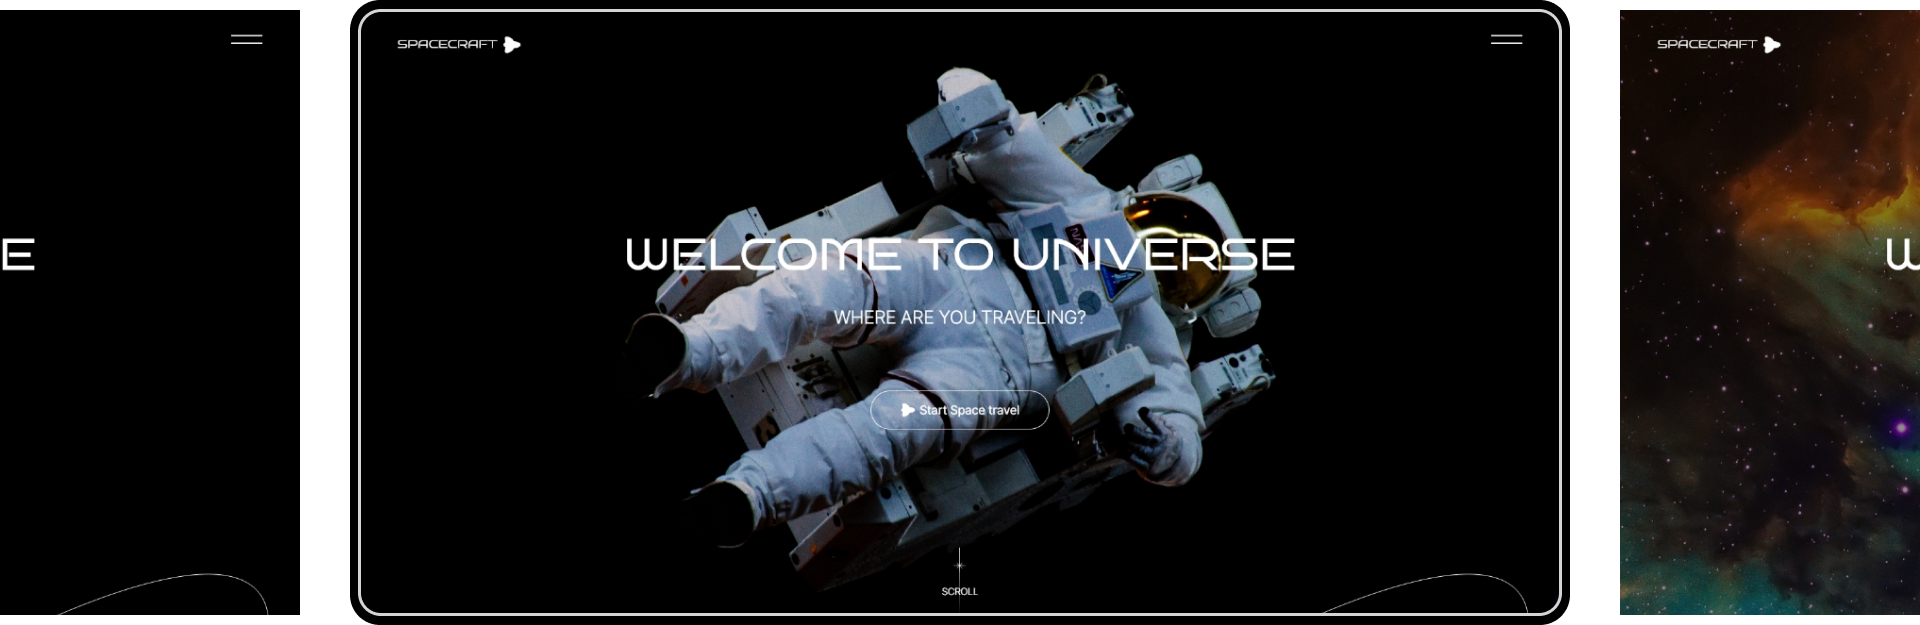 E
SPACECRAFT
WELCOME TO UNIVERSE
WHERE ARE YOU TRAVELING?
Start Space travel
SCROLL
SPACECRAFT
W